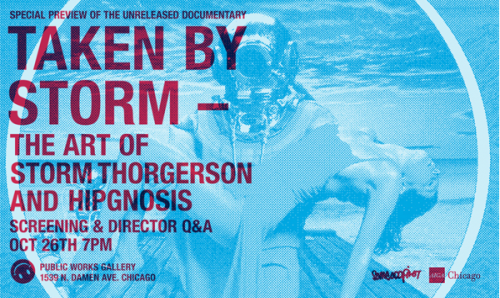 SPECIAL PREVIEW OF THE UNRELEASED DOCUMENTARY
TAKEN BY
STORM –
THE ART OF
STORM THORGERSON
AND HIPGNOSIS
SCREENING & DIRECTOR Q&A
OCT 26TH 7PM
PUBLIC WORKS GALLERY
1539 N. DAMEN AVE. CHICAGO
AIGA Chicago